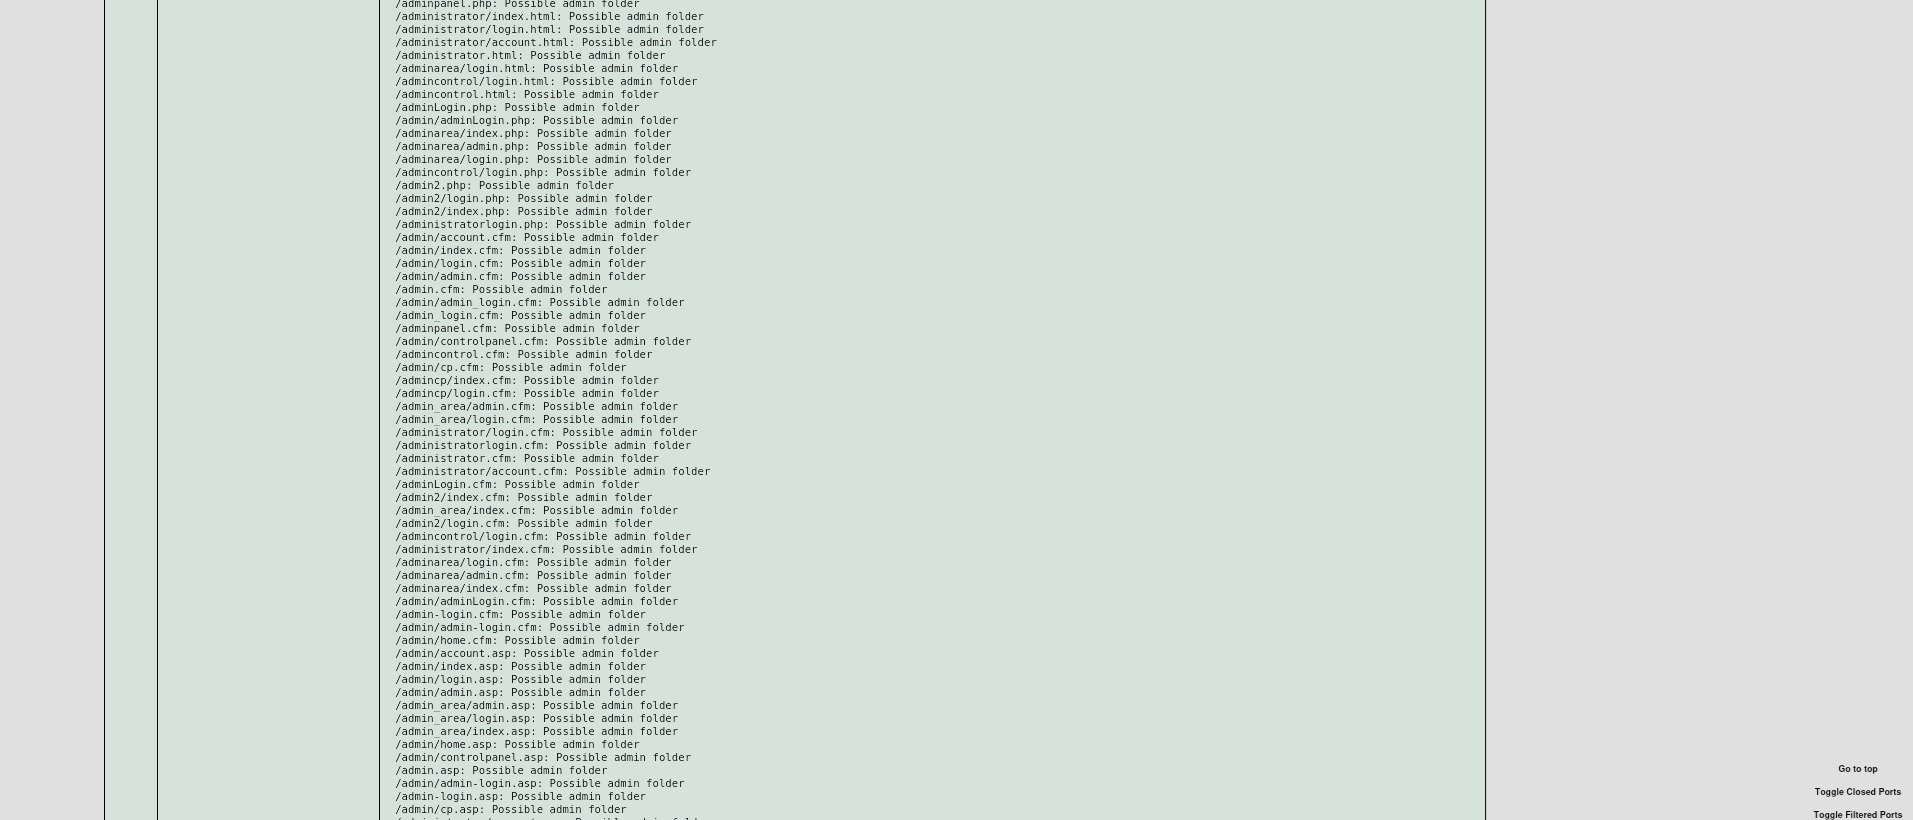 /adminpanel.php: Possible admin folder
/administrator/index.html: Possible admin folder
/administrator/login.html: Possible admin folder
/administrator/account.html: Possible admin folder
/administrator.html: Possible admin folder
/adminarea/login.html: Possible admin folder
/admincontrol/login.html: Possible admin folder
/admincontrol.html: Possible admin folder
/adminLogin.php: Possible admin folder
/admin/adminLogin.php: Possible admin folder
/adminarea/index.php: Possible admin folder
/adminarea/admin.php: Possible admin folder
/adminarea/login.php: Possible admin folder
/admincontrol/login.php: Possible admin folder
/admin2.php: Possible admin folder
/admin2/login.php: Possible admin folder
/admin2/index.php: Possible admin folder
/administratorlogin.php: Possible admin folder
/admin/account.cfm: Possible admin folder
/admin/index.cfm: Possible admin folder
/admin/login.cfm: Possible admin folder
/admin/admin.cfm: Possible admin folder
/admin.cfm: Possible admin folder
/admin/admin_login.cfm: Possible admin folder
/admin_login.cfm: Possible admin folder
/adminpanel.cfm: Possible admin folder
/admin/controlpanel.cfm: Possible admin folder
/admincontrol.cfm: Possible admin folder
/admin/cp.cfm: Possible admin folder
/admincp/index.cfm: Possible admin folder
/admincp/login.cfm: Possible admin folder
/admin_area/admin.cfm: Possible admin folder
/admin_area/login.cfm: Possible admin folder
/administrator/login.cfm: Possible admin folder
/administratorlogin.cfm: Possible admin folder
/administrator.cfm: Possible admin folder
/administrator/account.cfm: Possible admin folder
/adminLogin.cfm: Possible admin folder
/admin2/index.cfm: Possible admin folder
/admin_area/index.cfm: Possible admin folder
/admin2/login.cfm: Possible admin folder
/admincontrol/login.cfm: Possible admin folder
/administrator/index.cfm: Possible admin folder
/adminarea/login.cfm: Possible admin folder
/adminarea/admin.cfm: Possible admin folder
/adminarea/index.cfm: Possible admin folder
/admin/adminLogin.cfm: Possible admin folder
/admin-login.cfm: Possible admin folder
/admin/admin-login.cfm: Possible admin folder
/admin/home.cfm: Possible admin folder
/admin/account.asp: Possible admin folder
/admin/index.asp: Possible admin folder
/admin/login.asp: Possible admin folder
/admin/admin.asp: Possible admin folder
/admin_area/admin.asp: Possible admin folder
/admin_area/login.asp: Possible admin folder
/admin_area/index.asp: Possible admin folder
/admin/home.asp: Possible admin folder
/admin/controlpanel.asp: Possible admin folder
/admin.asp: Possible admin folder
/admin/admin-login.asp: Possible admin folder
/admin-login.asp: Possible admin folder
/admin/cp.asp: Possible admin folder
Go to top
Toggle Closed Ports
Toggle Filtered Ports